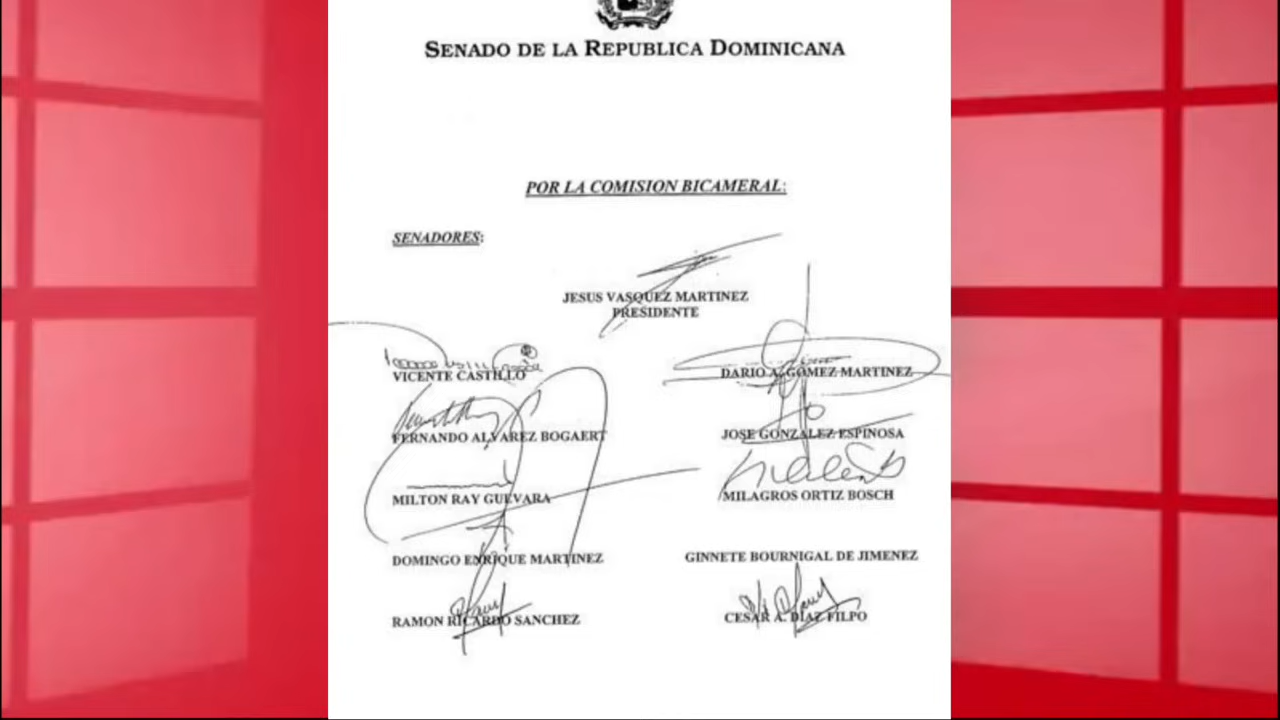 SENADO DE LA REPUBLICA DOMINICANA
POR LA COMISION BICAMERAL:
SENADORES:
JESUS VASQUEZ MARTINEZ
PRESIDENTE
VICENTE CASTILLO
DARIO A. GOMEZ MARTINEZ
FERNANDO ALVAREZ BOGAERT
JOSE GONZALEZ ESPINOSA
MILTON RAY GUEVARA
MILAGROS ORTIZ BOSCH
DOMINGO ENRIQUE MARTINEZ
GINNETE BOURNIGAL DE JIMENEZ
RAMON RICARDO SANCHEZ
CESAR A. DIAZ FILPO